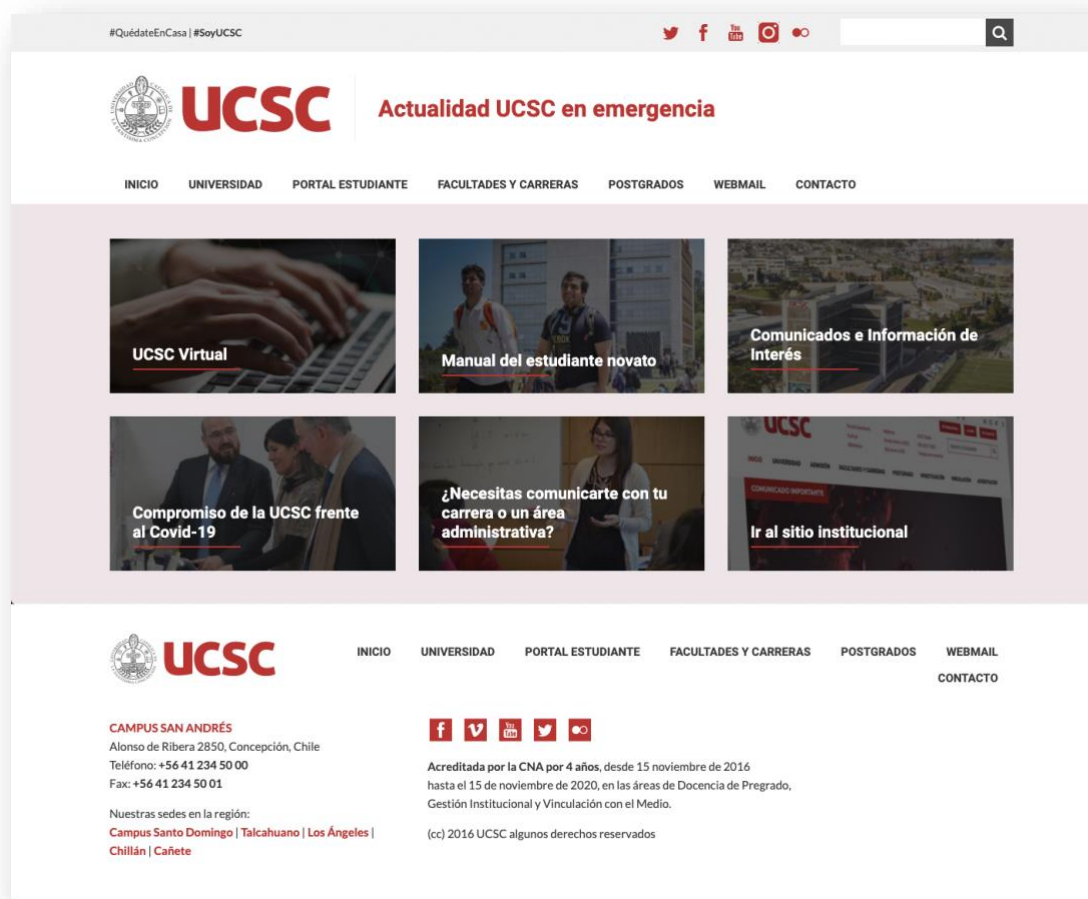 #QuédateEnCasa | #SoyUCSC
UCSC
Actualidad UCSC en emergencia
INICIO UNIVERSIDAD PORTAL ESTUDIANTE FACULTADES Y CARRERAS POSTGRADOS WEBMAIL CONTACTO
UCSC Virtual
Manual del estudiante novato
Comunicados e Información de
Interés
Compromiso de la UCSC frente
al Covid-19
¿Necesitas comunicarte con tu
carrera o un área
administrativa?
UCSC
COMUNICADO IMPORTANTE
Ir al sitio institucional
UCSC
INICIO UNIVERSIDAD PORTAL ESTUDIANTE FACULTADES Y CARRERAS POSTGRADOS WEBMAIL
CONTACTO
CAMPUS SAN ANDRÉS
Alonso de Ribera 2850, Concepción, Chile
Teléfono: +56 41 234 50 00
Fax: +56 41 234 50 01
Nuestras sedes en la región:
Campus Santo Domingo | Talcahuano | Los Ángeles |
Chillán | Cañete
Acreditada por la CNA por 4 años, desde 15 noviembre de 2016
hasta el 15 de noviembre de 2020, en las áreas de Docencia de Pregrado,
Gestión Institucional y Vinculación con el Medio.
(cc) 2016 UCSC algunos derechos reservados